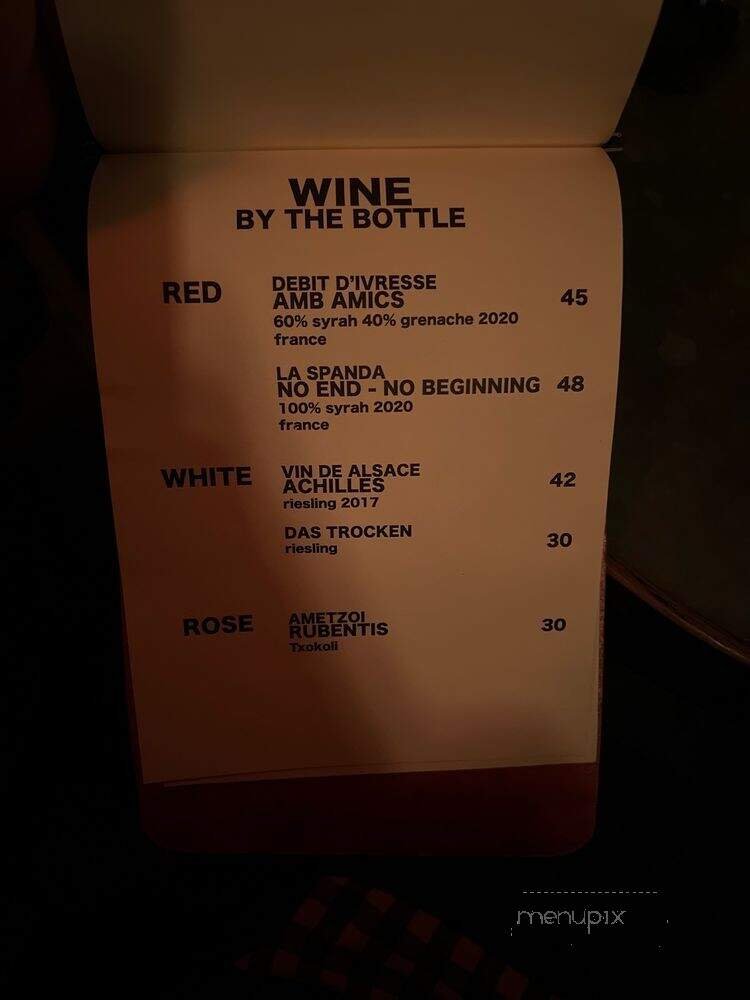 WINE
BY THE BOTTLE
RED
DEBIT D'IVRESSE
AMB AMICS 45
60% syrah 40% grenache 2020
france
LA SPANDA
NO END - NO BEGINNING 48
100% syrah 2020
france
WHITE
VIN DE ALSACE
ACHILLES 42
riesling 2017
DAS TROCKEN 30
riesling
ROSE
AMETZOI
RUBENTIS 30
Txokoli
menupix